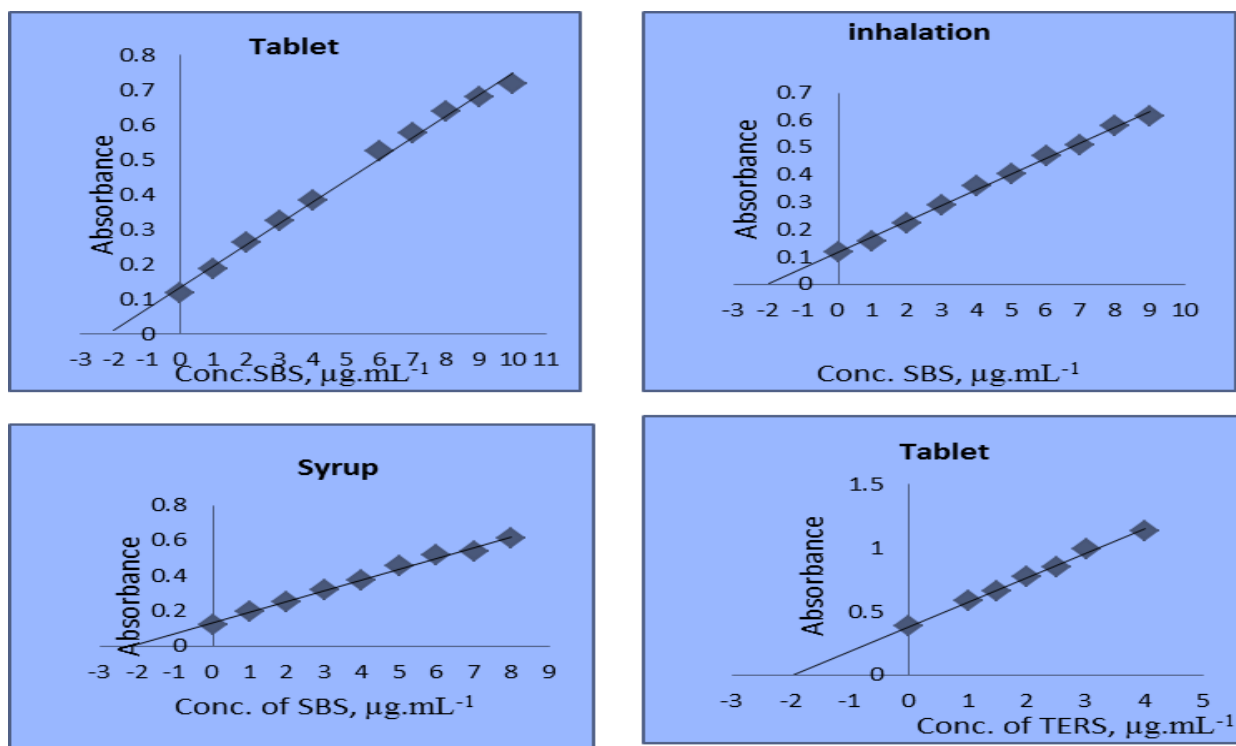 Tablet
0.8
0.7
0.6
0.5
0.4
0.3
0.2
0.1
0
Absorbance
-3 -2 -1 0 1 2 3 4 5 6 7 8 9 10 11
Conc.SBS, µg.mL-1
inhalation
0.7
0.6
0.5
0.4
0.3
0.2
0.1
0
Absorbance
-3 -2 -1 0 1 2 3 4 5 6 7 8 9 10
Conc. SBS, µg.mL-1
Syrup
0.8
0.6
0.4
0.2
0
Absorbance
-3 -2 -1 0 1 2 3 4 5 6 7 8 9
Conc. of SBS, µg.mL-1
Tablet
1.5
1
0.5
0
Absorbance
-3 -2 -1 0 1 2 3 4 5
Conc. of TERS, µg.mL-1